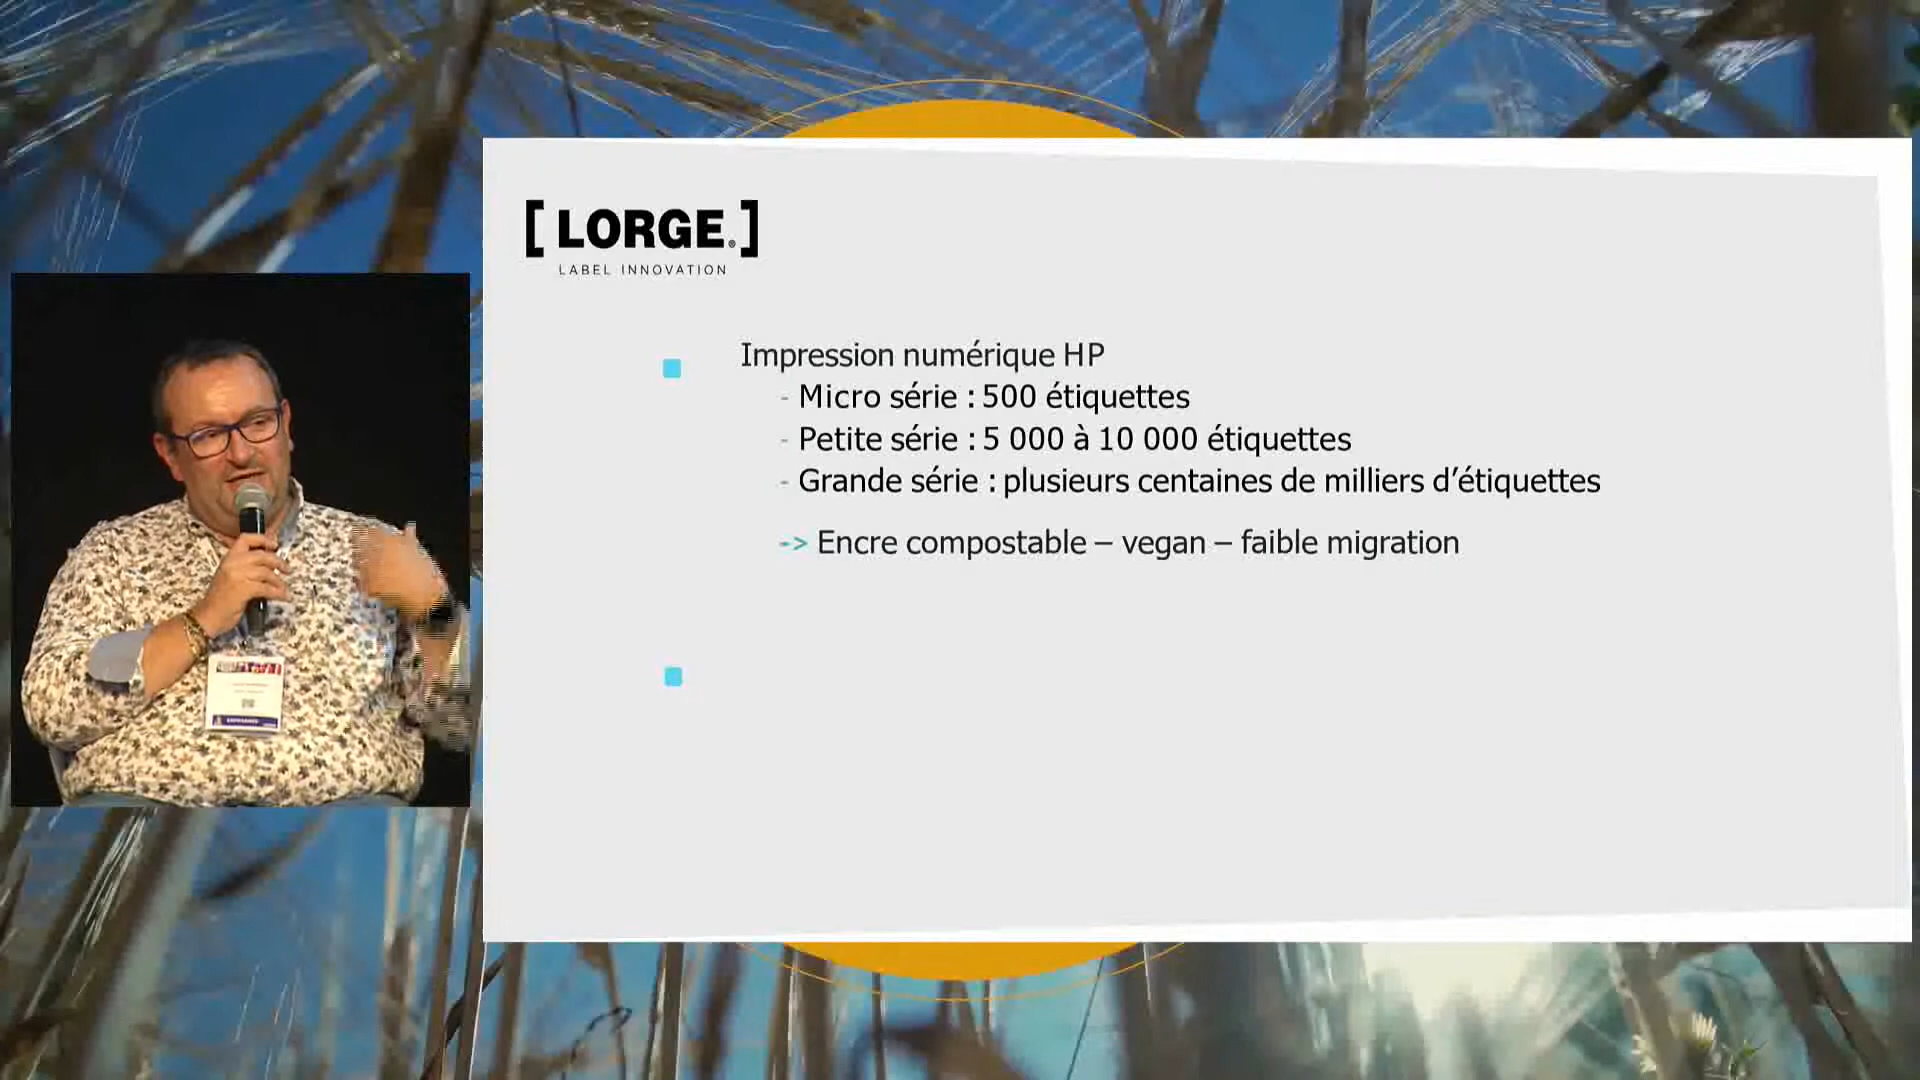 [ LORGE.®]
LABEL INNOVATION
Impression numérique HP
- Micro série : 500 étiquettes
- Petite série : 5 000 à 10 000 étiquettes
- Grande série : plusieurs centaines de milliers d’étiquettes
-> Encre compostable – vegan – faible migration